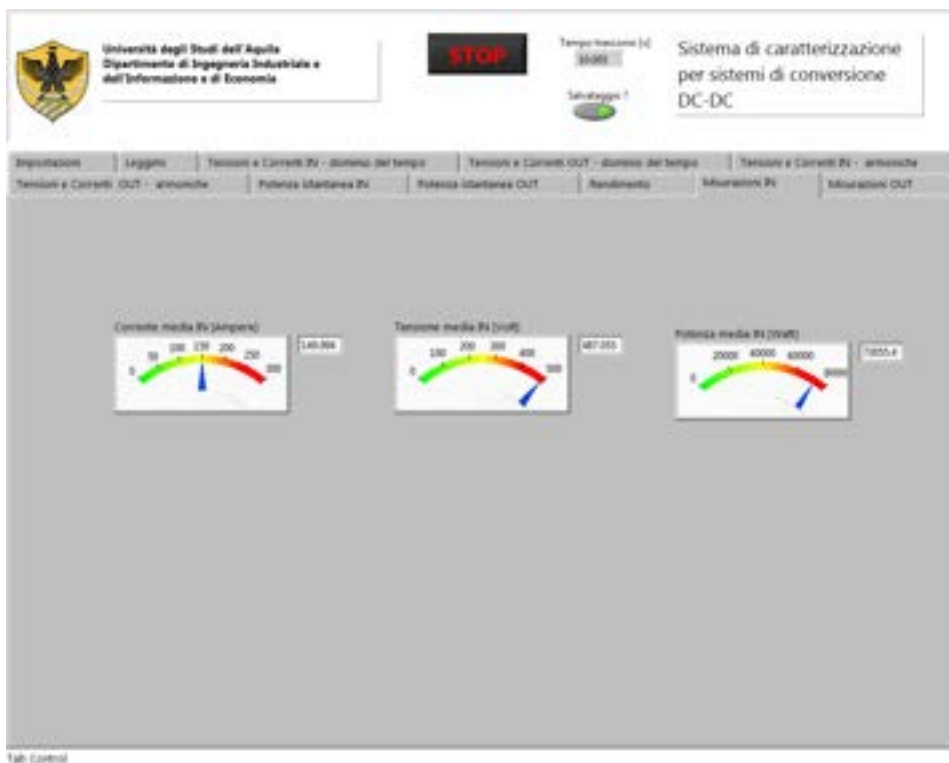 Università degli Studi dell'Aquila
Dipartimento di Ingegneria Industriale e
dell'Informazione e di Economia
STOP
Tempo trascorso [s]
Salvataggio ?
Sistema di caratterizzazione
per sistemi di conversione
DC-DC
Impostazioni Leggimi Tensioni e Correnti IN - dominio del tempo Tensioni e Correnti OUT - dominio del tempo Tensioni e Correnti IN - armoniche
Tensioni e Correnti OUT - armoniche Potenza istantanea IN Potenza istantanea OUT Rendimento Misurazioni IN Misurazioni OUT
Corrente media IN [Ampere]
0 50 100 150 200 250 300
Tensione media IN [Volt]
0 100 200 300 400 500
Potenza media IN [Watt]
0 20000 40000 60000 80000
Tab Control